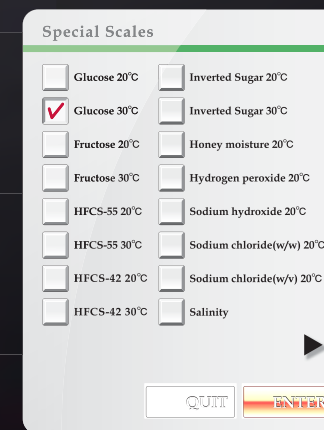 Special Scales
Glucose 20℃ Inverted Sugar 20℃
Glucose 30℃ Inverted Sugar 30℃
Fructose 20℃ Honey moisture 20℃
Fructose 30℃ Hydrogen peroxide 20℃
HFCS-55 20℃ Sodium hydroxide 20℃
HFCS-55 30℃ Sodium chloride(w/w) 20℃
HFCS-42 20℃ Sodium chloride(w/v) 20℃
HFCS-42 30℃ Salinity
QUIT ENTER